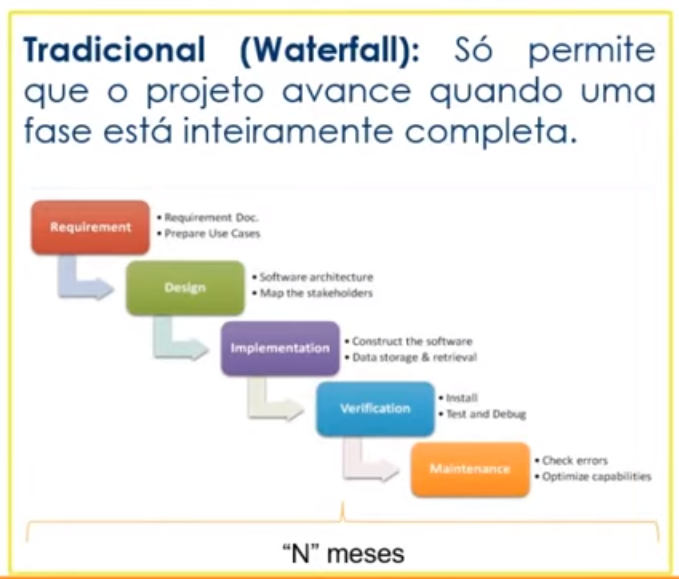 Tradicional (Waterfall): Só permite
que o projeto avance quando uma
fase está inteiramente completa.
Requirement
• Requirement Doc.
• Prepare Use Cases
Design
• Software architecture
• Map the stakeholders
Implementation
• Construct the software
• Data storage & retrieval
Verification
• Install
• Test and Debug
Maintenance
• Check errors
• Optimize capabilities
“N” meses